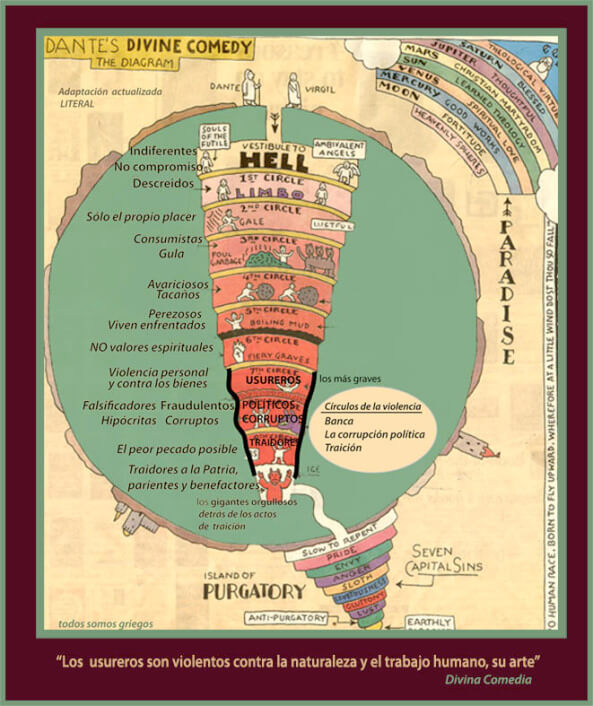 DANTE'S DIVINE COMEDY
THE DIAGRAM
Adaptación actualizada
LITERAL
DANTE
VIRGIL
SATURN THEOLOGICAL VIRTUE
JUPITER THOUGHTFUL BLESSED
MARS CHRISTIAN MARTYRDOM
SUN LEARNED THEOLOGY
VENUS SPIRITUAL LOVE
MERCURY GOOD WORKS
MOON FORTITUDE
HEAVENLY SPHERES
SOULS
OF THE
FUTILE
VESTIBULE TO
HELL
AMBIVALENT
ANGELS
Indiferentes
No compromiso
Descreidos
1ST CIRCLE
LIMBO
Sólo el propio placer
2ND CIRCLE
GALE
LUSTFUL
Consumistas
Gula
3RD CIRCLE
FOUL
GARBAGE
Avariciosos
Tacaños
4TH CIRCLE
Perezosos
Viven enfrentados
5TH CIRCLE
BOILING MUD
NO valores espirituales
6TH CIRCLE
FIERY GRAVES
Violencia personal
y contra los bienes
7TH CIRCLE
USUREROS
los más graves
Falsificadores Fraudulentos
Hipócritas Corruptos
POLÍTICOS
CORRUPTOS
Círculos de la violencia
Banca
La corrupción política
Traición
El peor pecado posible
TRAIDORES
Traidores a la Patria,
parientes y benefactores
ICE
los gigantes orgullosos
detrás de los actos
de traición
PARADISE
O HUMAN RACE, BORN TO FLY UPWARD, WHEREFORE AT A LITTLE WIND DOST THOU SO FALL"
SLOW TO REPENT
PRIDE
ENVY
ANGER
SLOTH
COVETOUSNESS
GLUTTONY
LUST
SEVEN
CAPITAL SINS
ISLAND OF
PURGATORY
ANTI-PURGATORY
EARTHLY
todos somos griegos
“Los usureros son violentos contra la naturaleza y el trabajo humano, su arte”
Divina Comedia